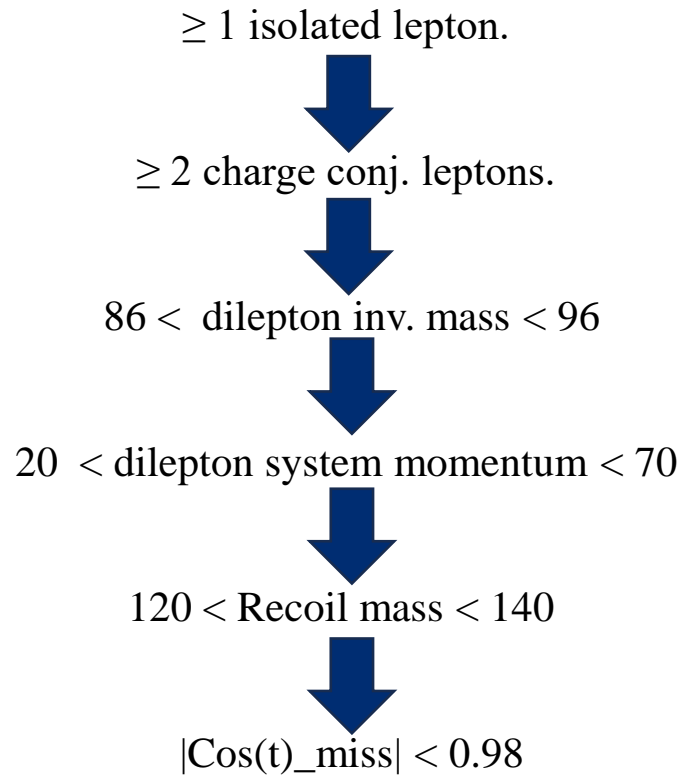 ≥ 1 isolated lepton.
≥ 2 charge conj. leptons.
86 < dilepton inv. mass < 96
20 < dilepton system momentum < 70
120 < Recoil mass < 140
|Cos(t)_miss| < 0.98